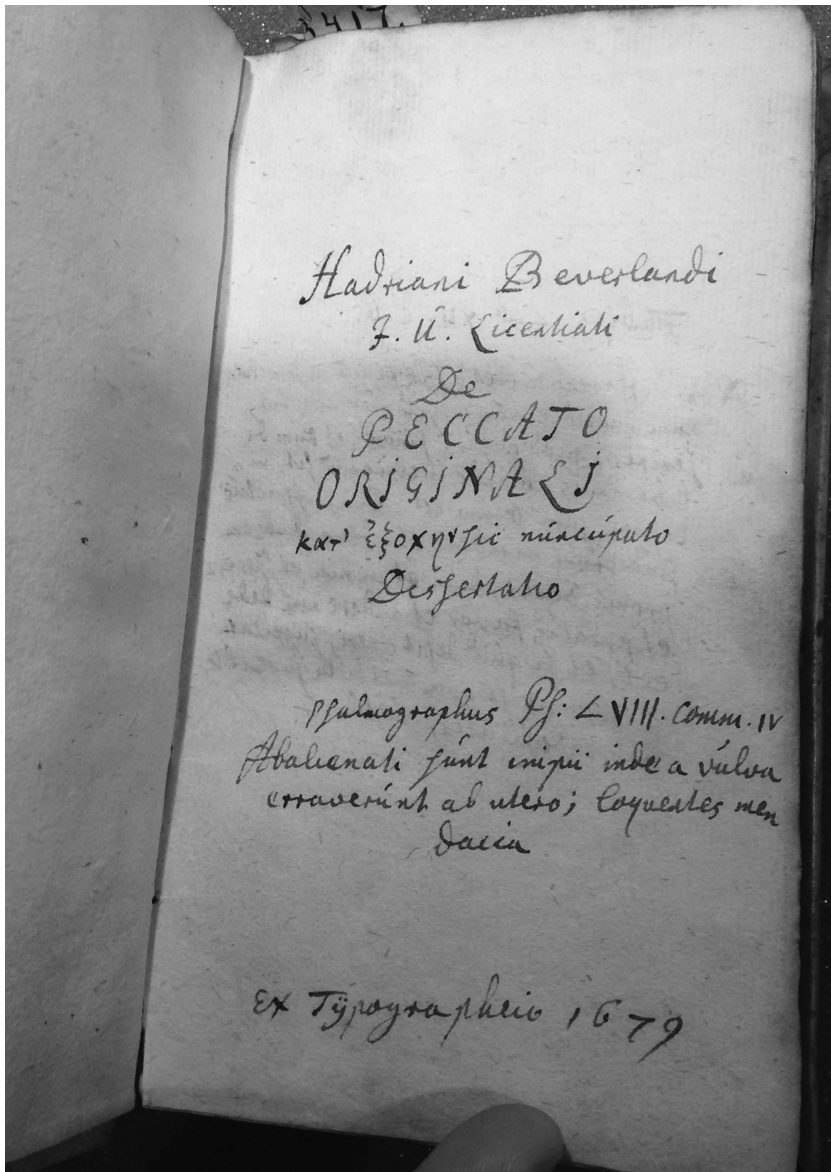 3417.
Hadriani Beverlandi
J. U. Licentiati
De
PECCATO
ORIGINALI
κατ' ἐξοχὴν sic nuncupato
Dissertatio
Psalmographus Ps: LVIII. Comm. IV
Abalienati sunt impii inde a vulva
erraverunt ab utero; loquentes men
dacia
Ex Typographeio 1679